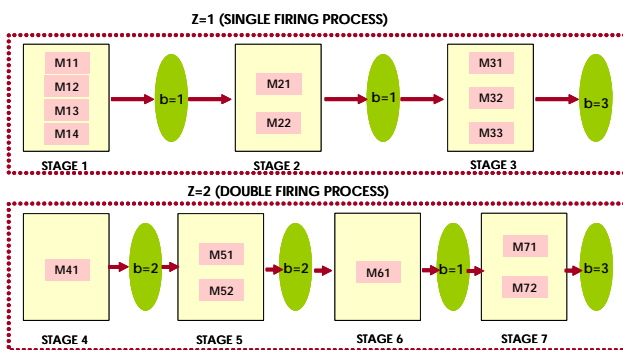 Z=1 (SINGLE FIRING PROCESS)
M11
M12
M13
M14
b=1
M21
M22
b=1
M31
M32
M33
b=3
STAGE 1
STAGE 2
STAGE 3
Z=2 (DOUBLE FIRING PROCESS)
M41
b=2
M51
M52
b=2
M61
b=1
M71
M72
b=3
STAGE 4
STAGE 5
STAGE 6
STAGE 7